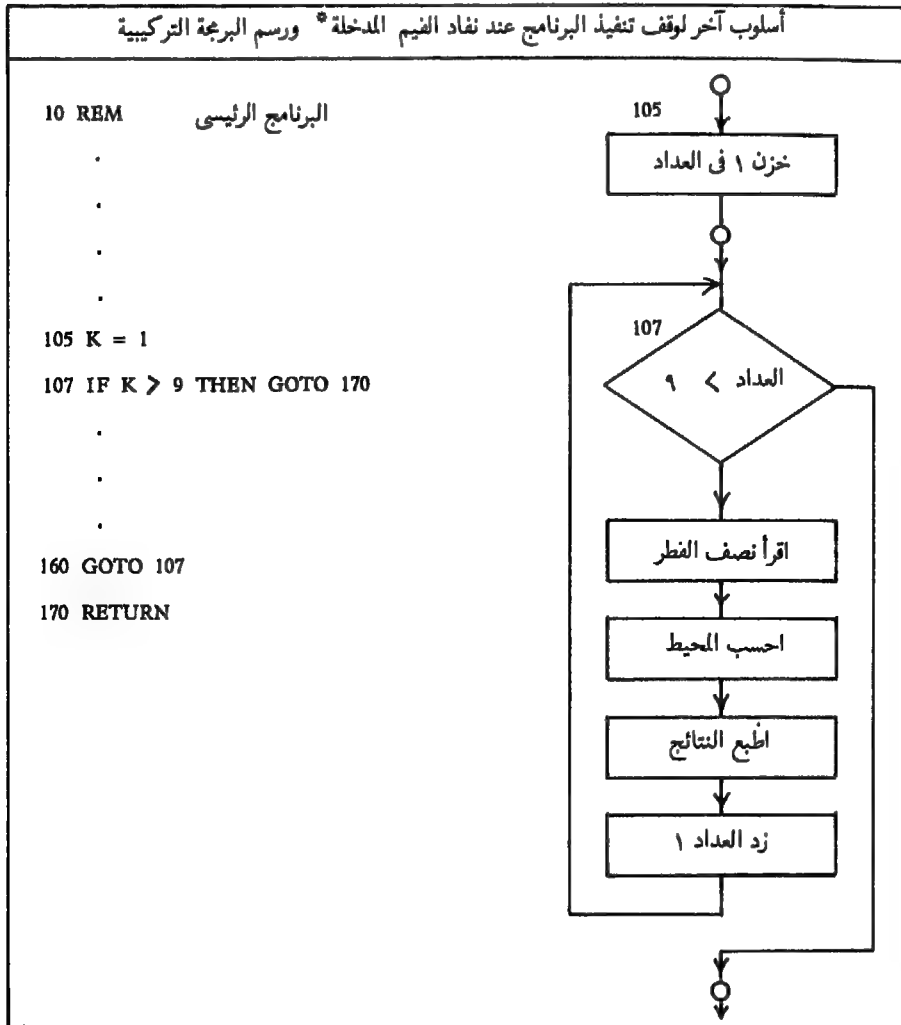 أسلوب آخر لوقف تنفيذ البرنامج عند نفاد القيم المدخلة* ورسم البرمجة التركيبية
10 REM البرنامج الرئيسى
.
.
.
.
105 K = 1
107 IF K > 9 THEN GOTO 170
.
.
.
160 GOTO 107
170 RETURN
105
خزن ١ فى العداد
107
العداد > ٩
اقرأ نصف القطر
احسب المحيط
اطبع النتائج
زد العداد ١